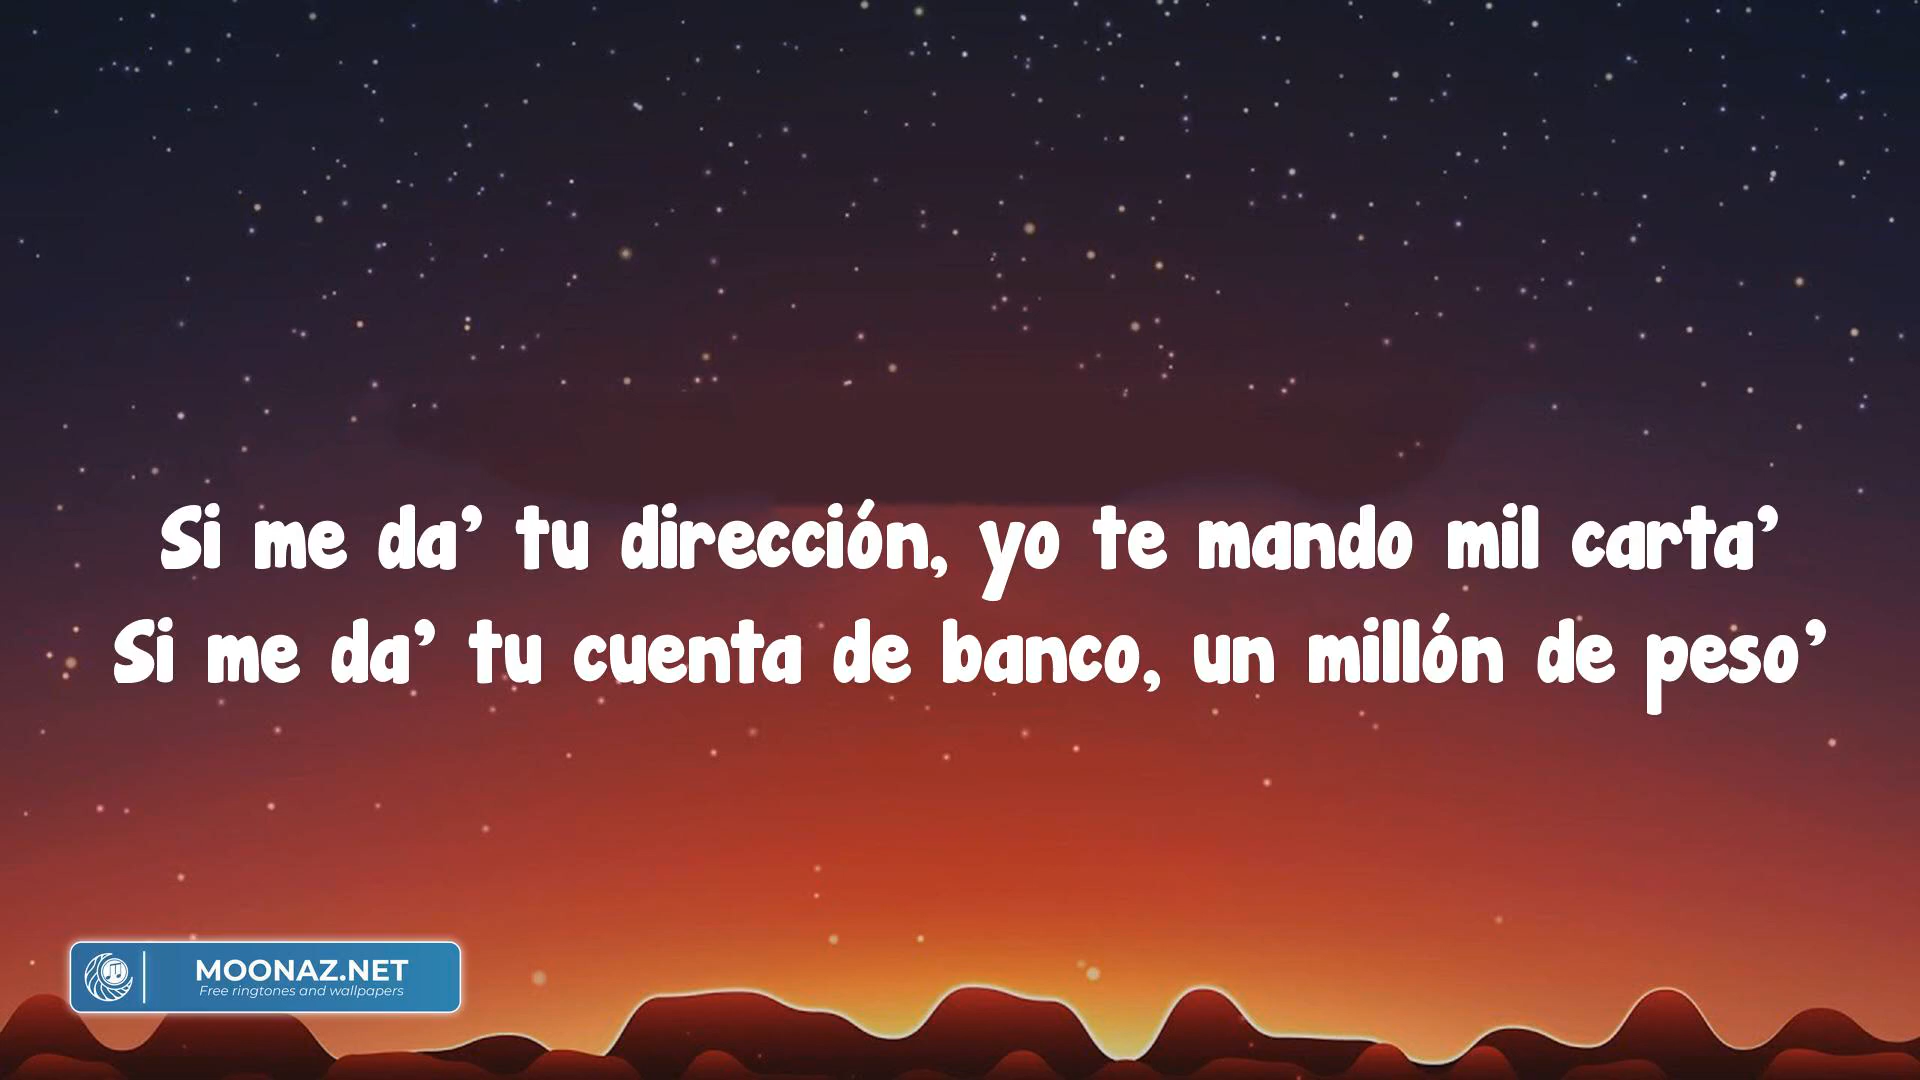 Si me da’ tu dirección, yo te mando mil carta’
Si me da’ tu cuenta de banco, un millón de peso’
MOONAZ.NET
Free ringtones and wallpapers